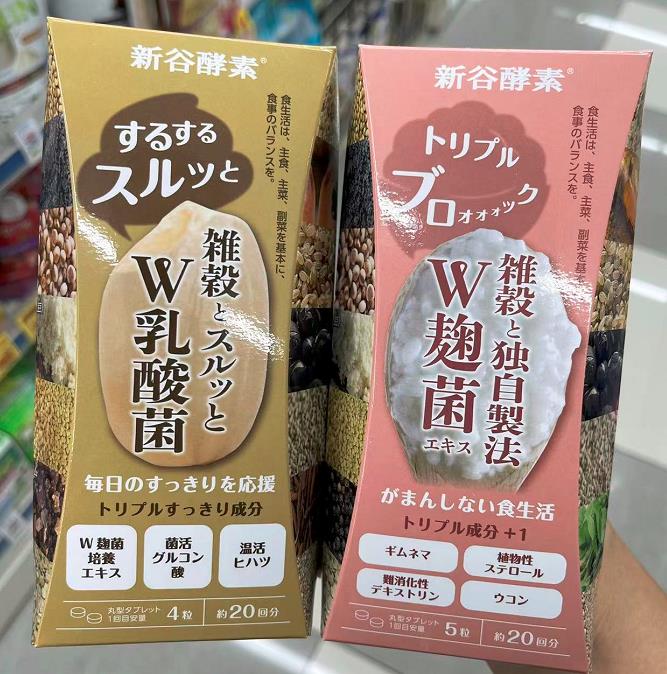 新谷酵素®
するする
スルッと
食生活は、主食、主菜、副菜を基本に、
食事のバランスを。
雑穀とスルッと
W乳酸菌
毎日のすっきりを応援
トリプルすっきり成分
W麹菌
培養
エキス
菌活
グルコン
酸
温活
ヒハツ
丸型タブレット
1回目安量
4粒
約20回分
新谷酵素®
トリプル
ブロォォォック
食生活は、主食、主菜、副菜を基本
食事のバランスを。
雑穀と独自製法
W麹菌
エキス
がまんしない食生活
トリプル成分+1
ギムネマ
植物性
ステロール
難消化性
デキストリン
ウコン
丸型タブレット
1回目安量
5粒
約20回分